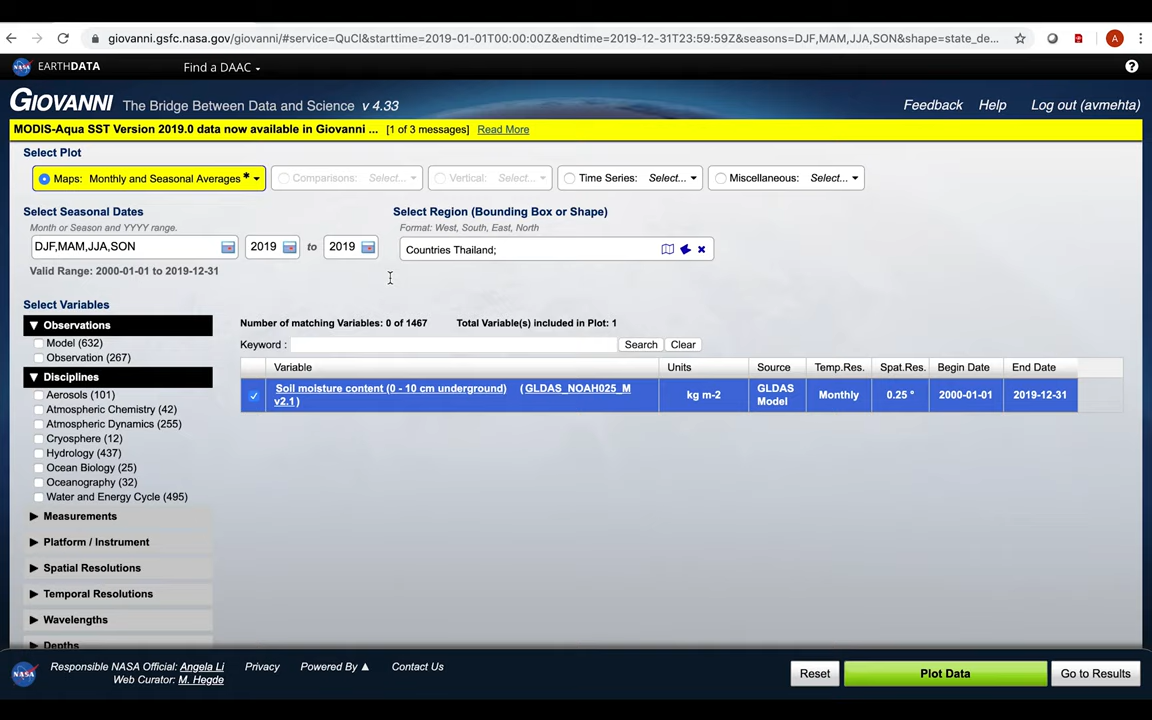 giovanni.gsfc.nasa.gov/giovanni/#service=QuCl&starttime=2019-01-01T00:00:00Z&endtime=2019-12-31T23:59:59Z&seasons=DJF,MAM,JJA,SON&shape=state_de...
A
EARTHDATA Find a DAAC
GIOVANNI The Bridge Between Data and Science v 4.33 Feedback Help Log out (avmehta)
MODIS-Aqua SST Version 2019.0 data now available in Giovanni ... [1 of 3 messages] Read More
Select Plot
Maps: Monthly and Seasonal Averages * Comparisons: Select... Vertical: Select... Time Series: Select... Miscellaneous: Select...
Select Seasonal Dates Select Region (Bounding Box or Shape)
Month or Season and YYYY range. Format: West, South, East, North
DJF,MAM,JJA,SON 2019 to 2019 Countries Thailand;
Valid Range: 2000-01-01 to 2019-12-31
Select Variables
Observations Number of matching Variables: 0 of 1467 Total Variable(s) included in Plot: 1
Model (632) Keyword : Search Clear
Observation (267)
Variable Units Source Temp.Res. Spat.Res. Begin Date End Date
Disciplines
Soil moisture content (0 - 10 cm underground) (GLDAS_NOAH025_M v2.1) kg m-2 GLDAS Model Monthly 0.25 ° 2000-01-01 2019-12-31
Aerosols (101)
Atmospheric Chemistry (42)
Atmospheric Dynamics (255)
Cryosphere (12)
Hydrology (437)
Ocean Biology (25)
Oceanography (32)
Water and Energy Cycle (495)
Measurements
Platform / Instrument
Spatial Resolutions
Temporal Resolutions
Wavelengths
Depths
NASA Responsible NASA Official: Angela Li Privacy Powered By Contact Us Reset Plot Data Go to Results
Web Curator: M. Hegde